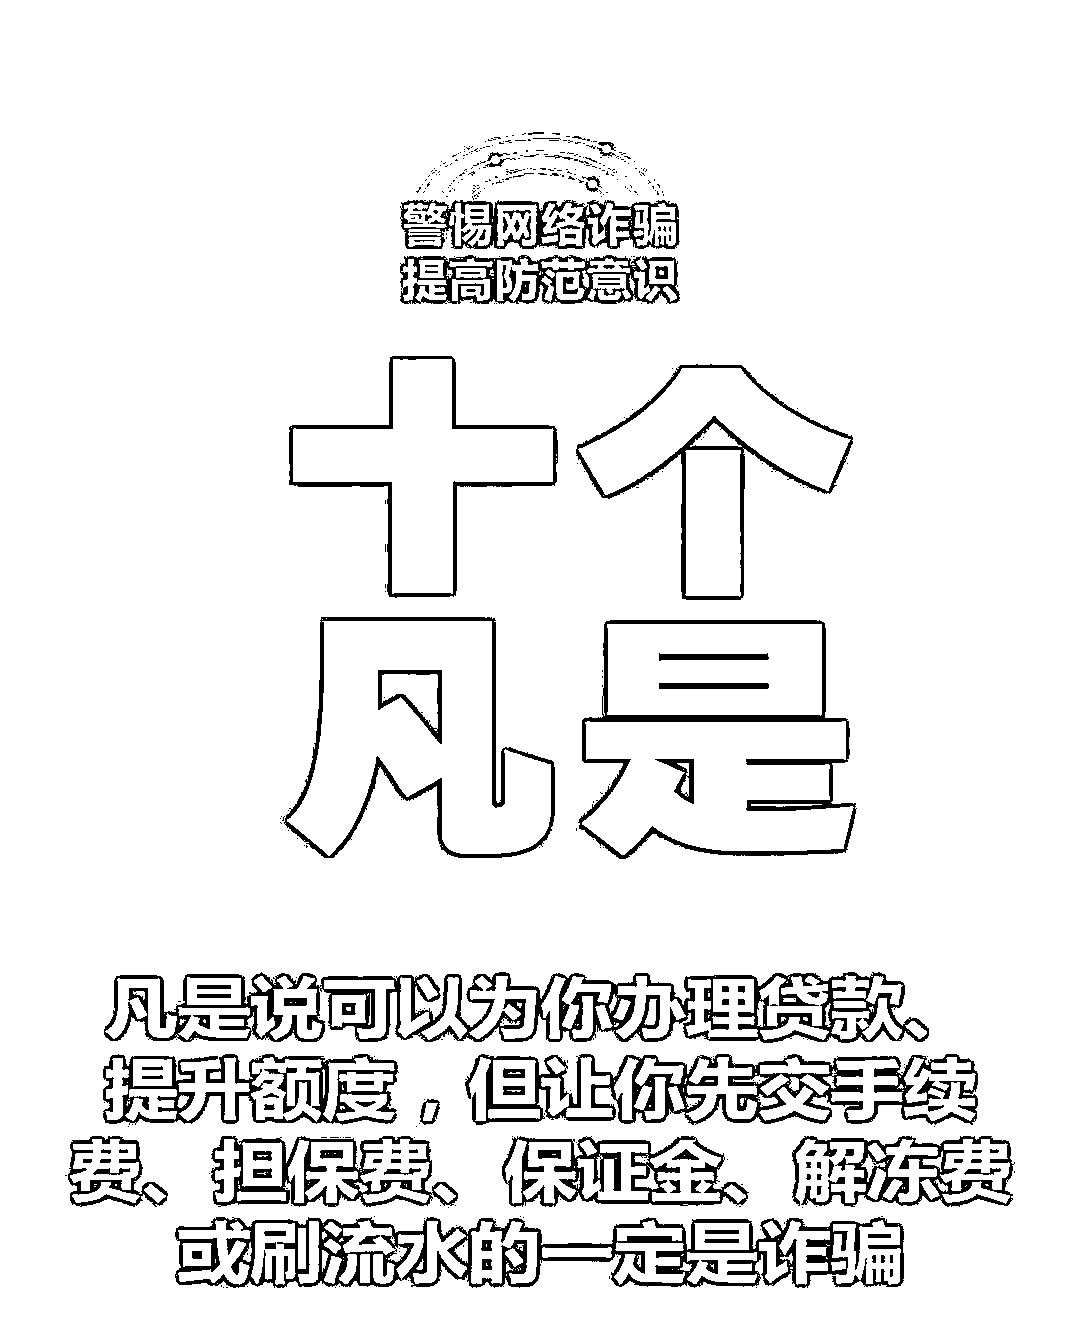 警惕网络诈骗
提高防范意识
十个
凡是
凡是说可以为你办理贷款、
提升额度，但让你先交手续
费、担保费、保证金、解冻费
或刷流水的一定是诈骗